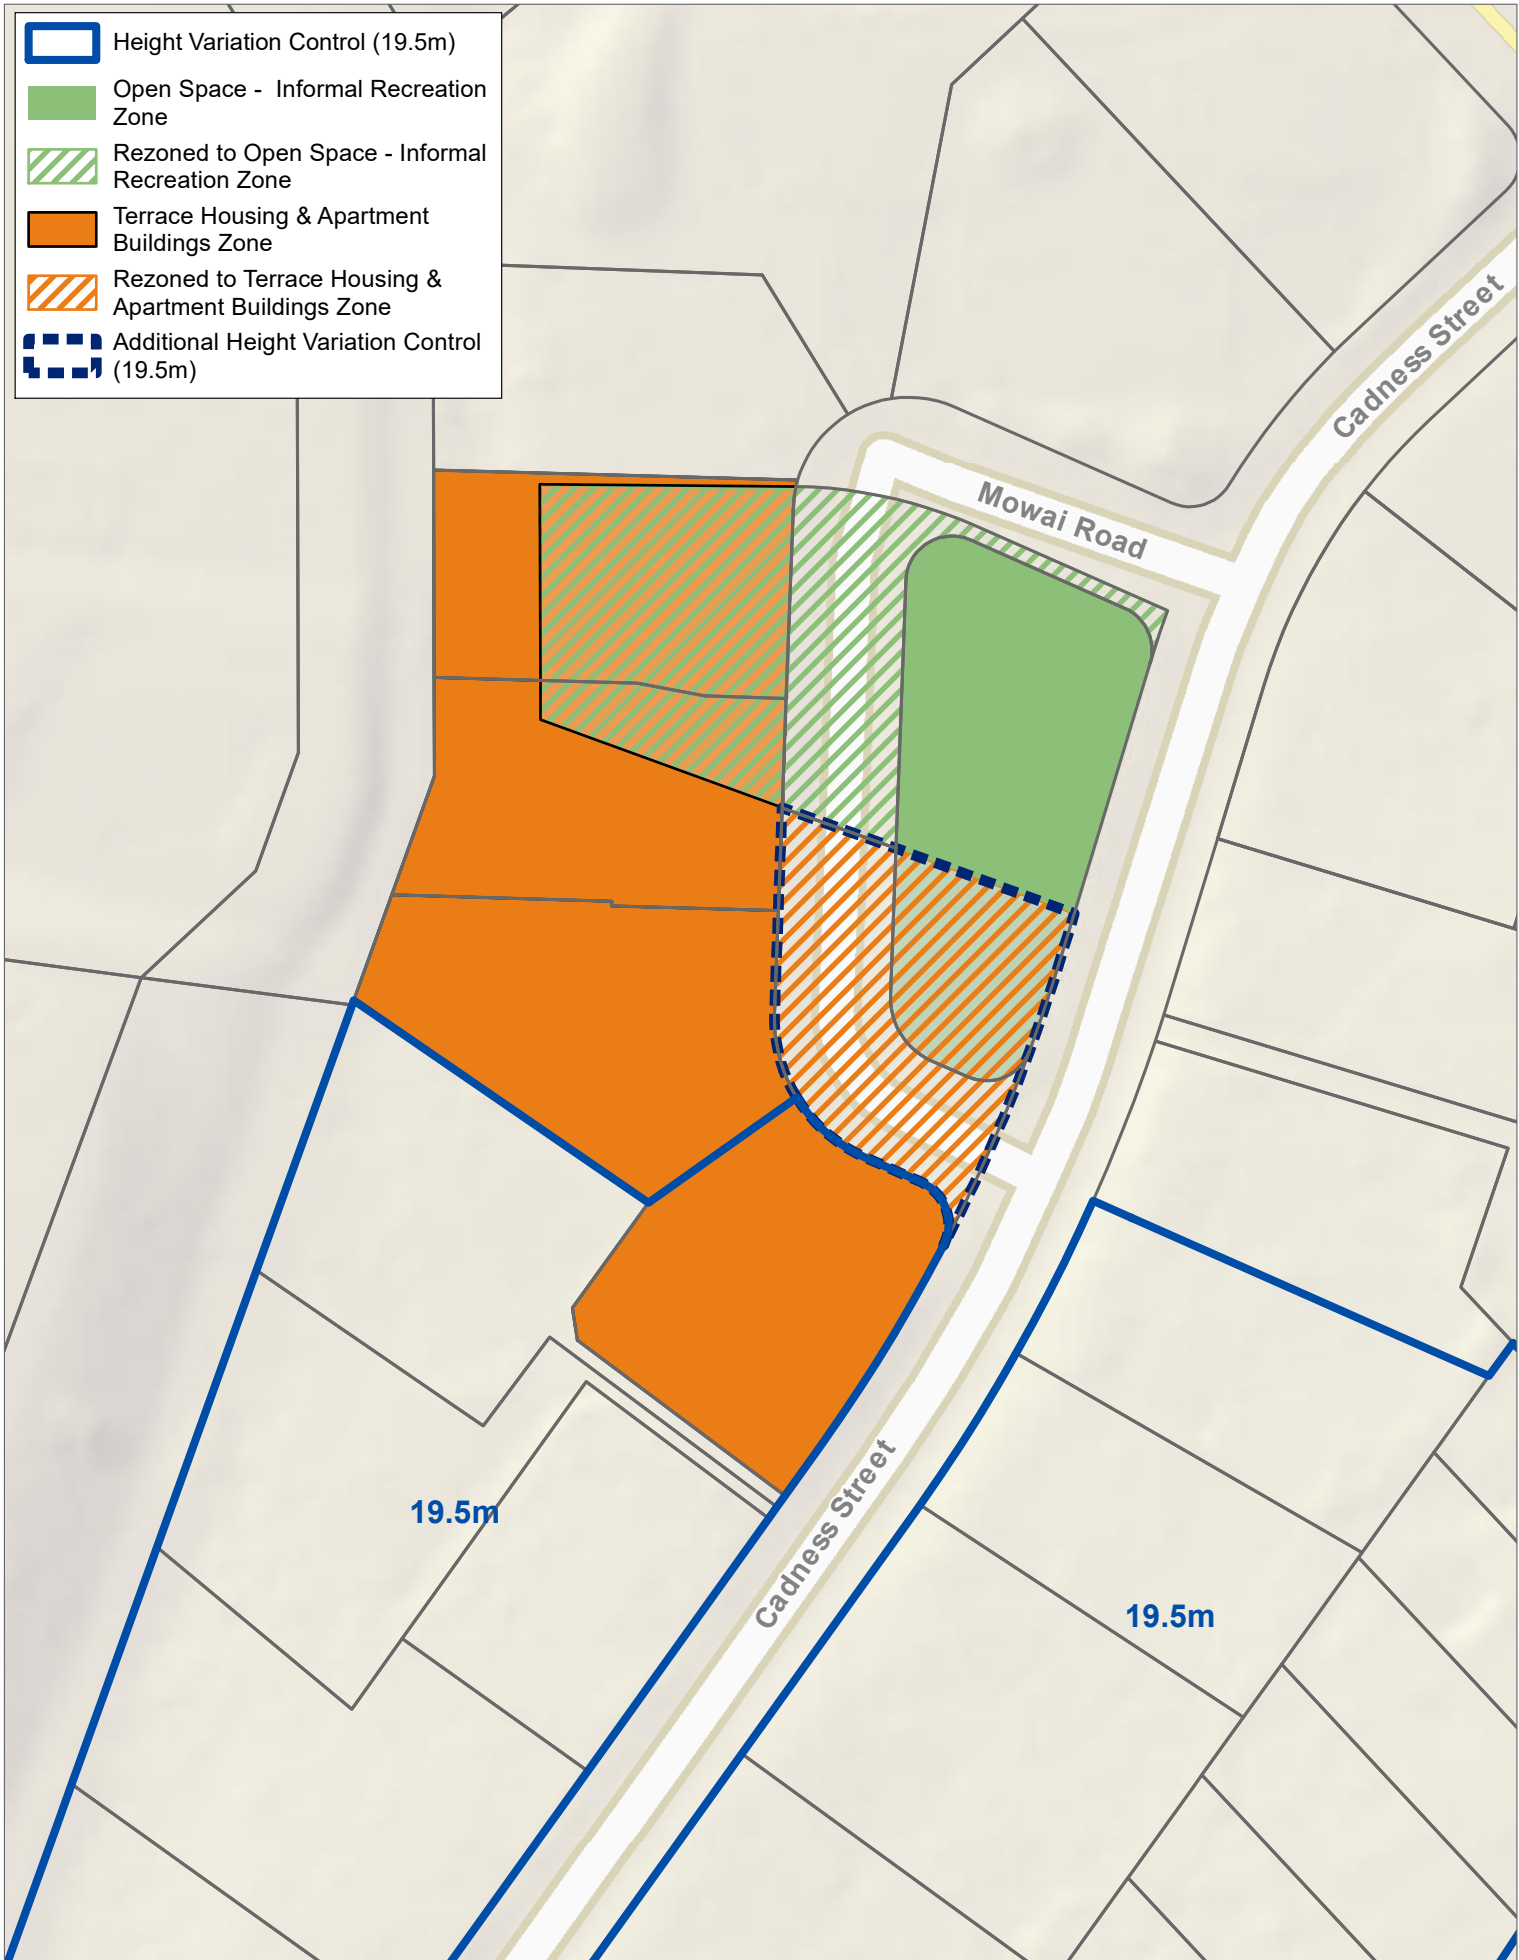 Height Variation Control (19.5m)
Open Space -  Informal Recreation
Zone
Rezoned to Open Space - Informal
Recreation Zone
Terrace Housing & Apartment
Buildings Zone
Rezoned to Terrace Housing &
Apartment Buildings Zone
Additional Height Variation Control
(19.5m)
Cadness Street
Mowai Road
Cadness Street
19.5m
19.5m